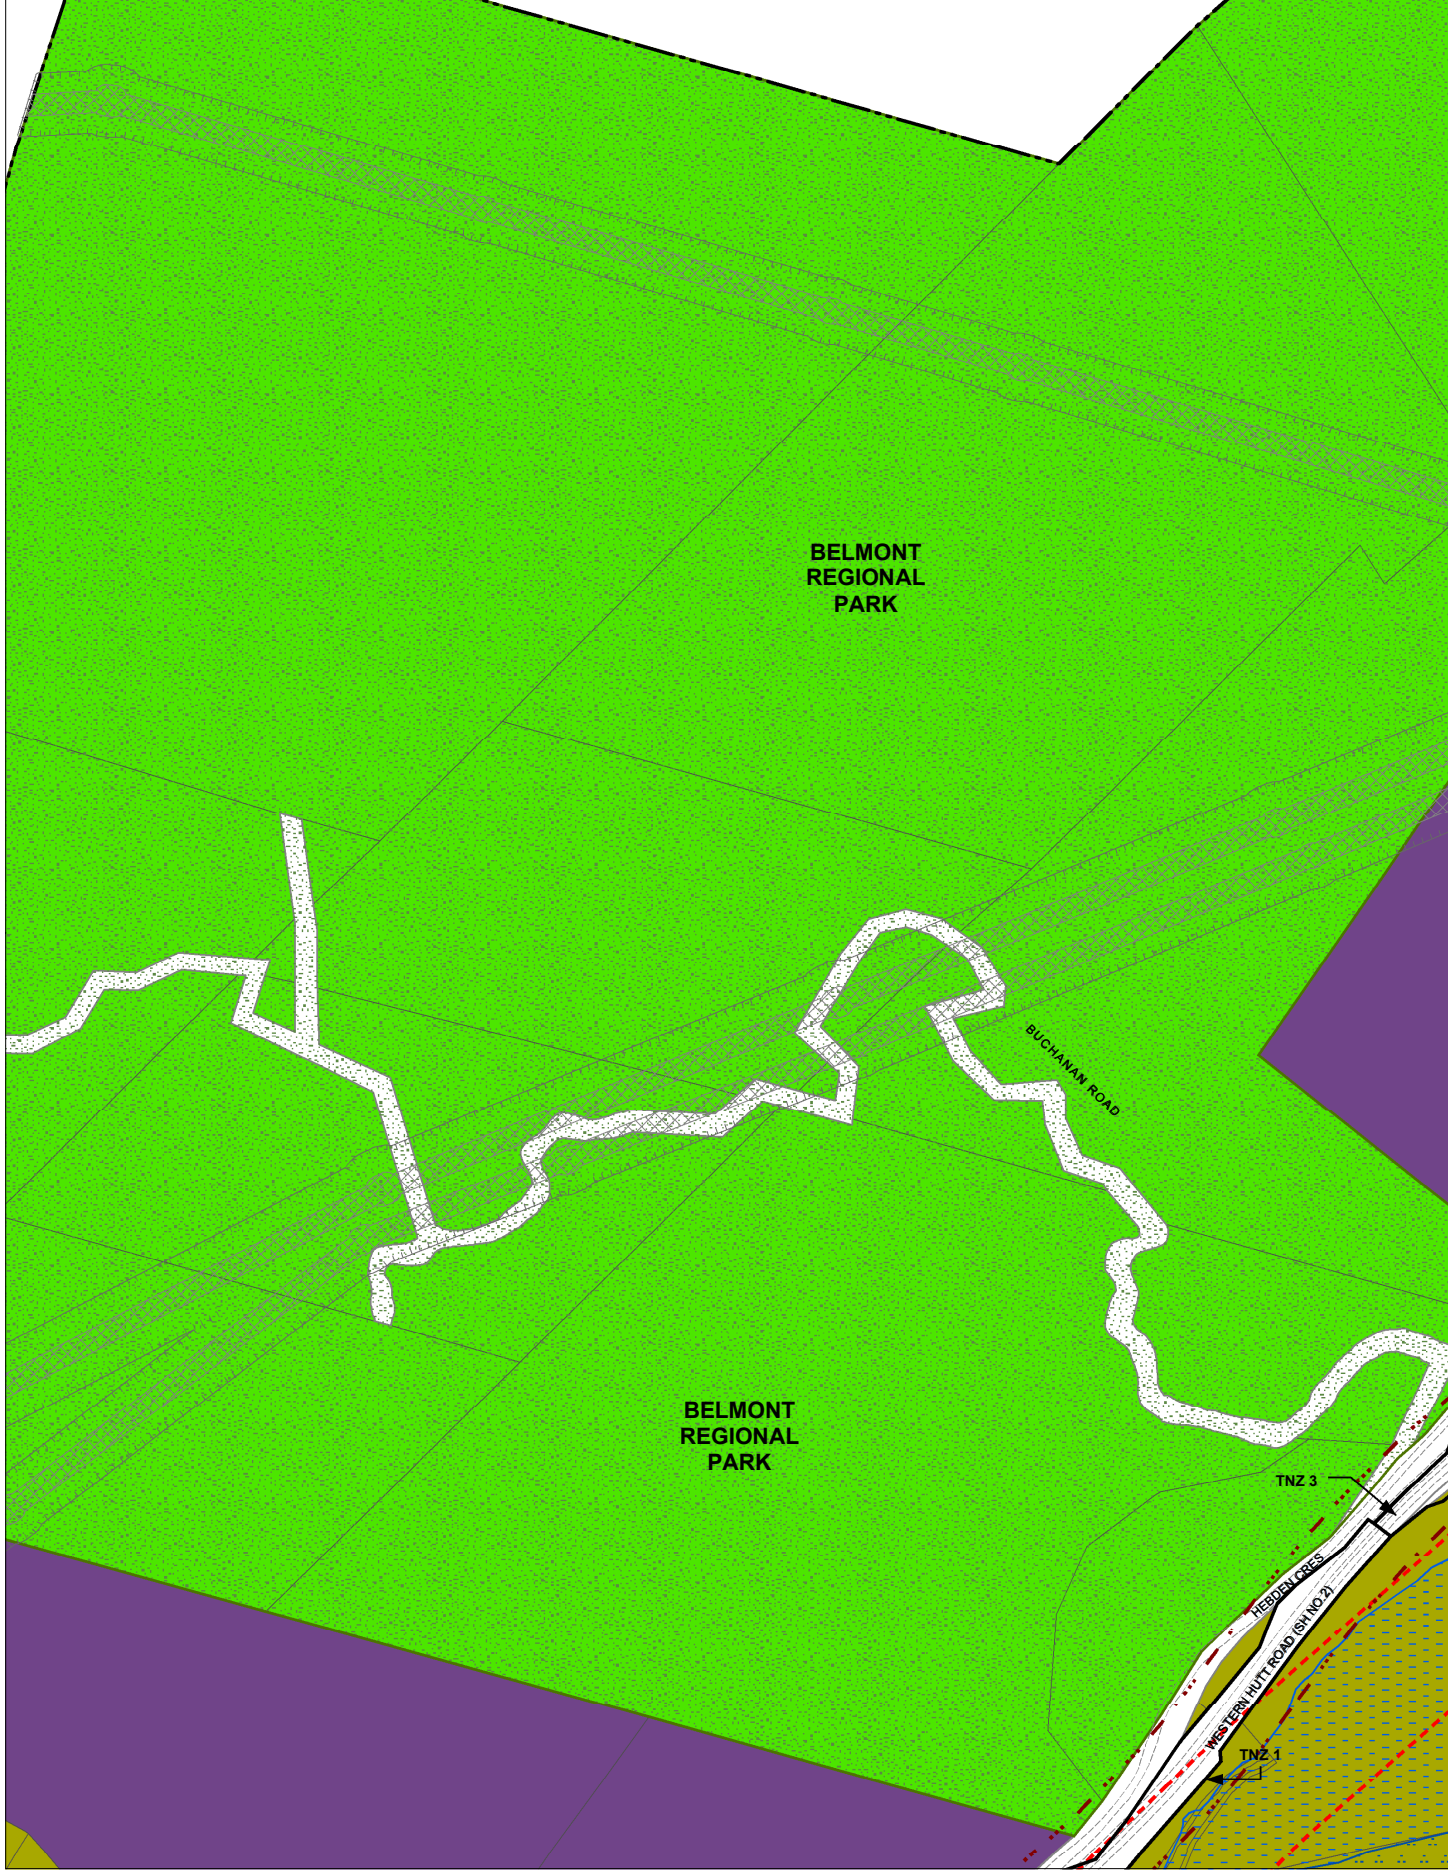 BELMONT
REGIONAL
PARK
BUCHANAN ROAD
BELMONT
REGIONAL
PARK
TNZ 3
HEBDEN CRES
WESTERN HUTT ROAD (SH NO.2)
TNZ 1